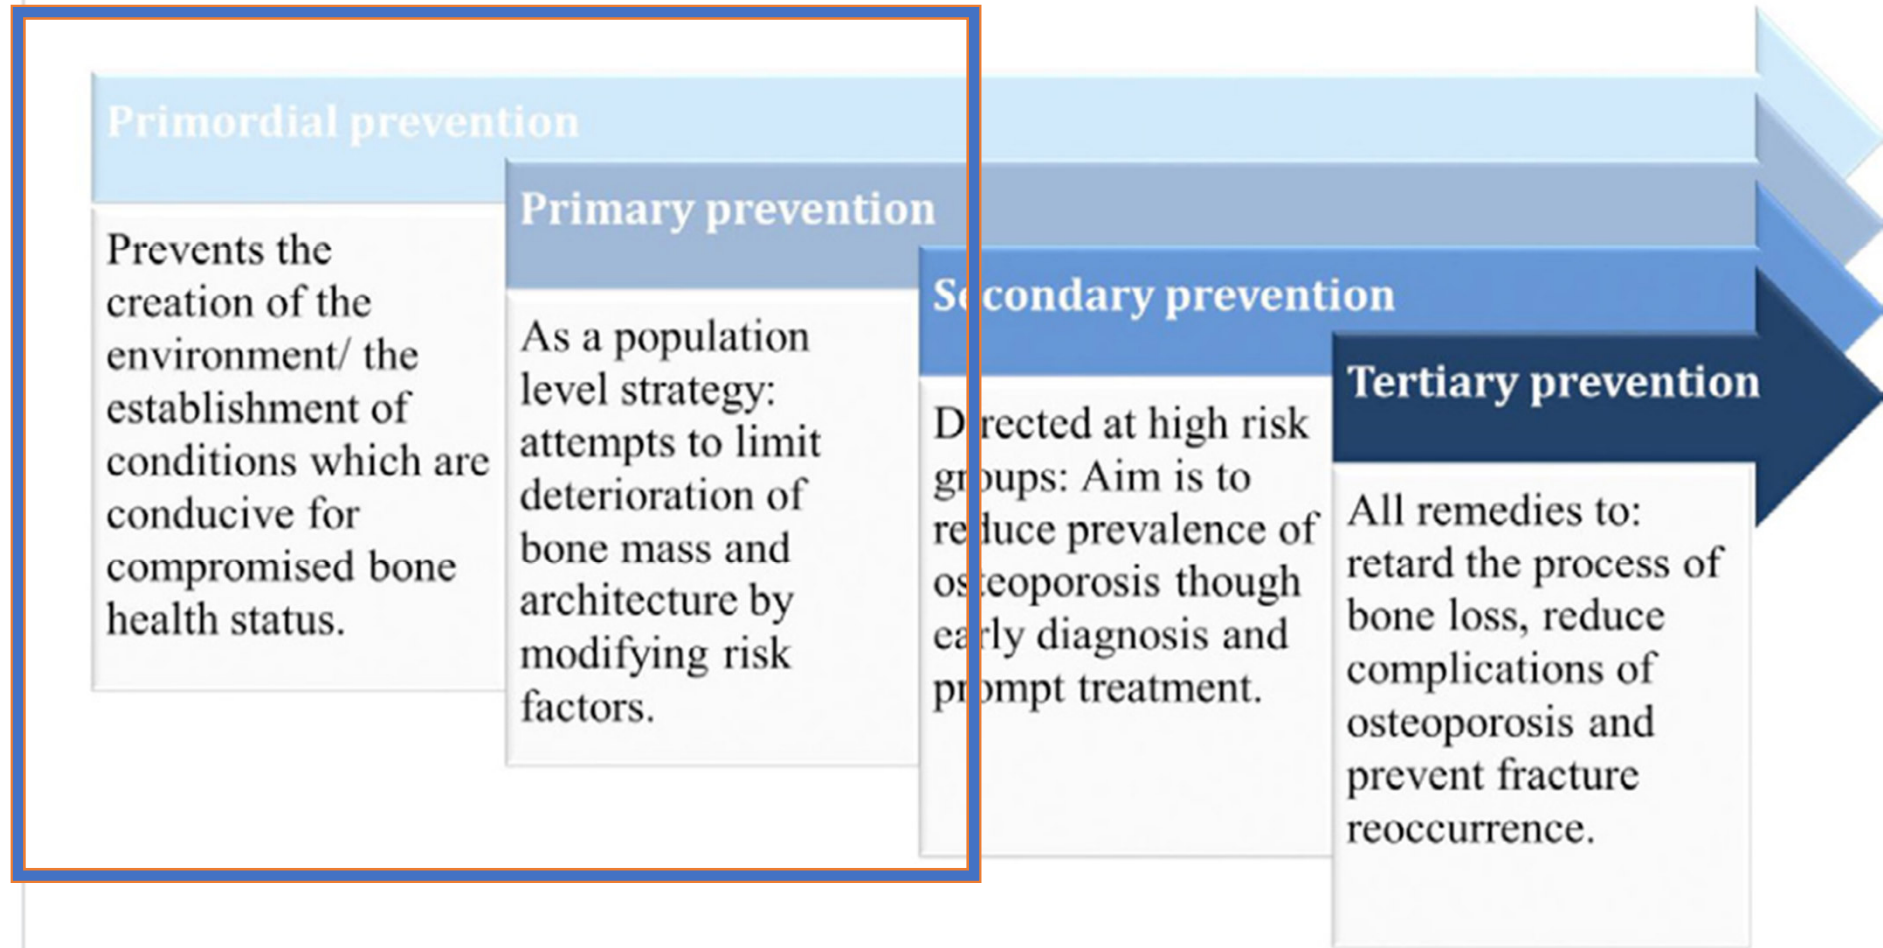 Primordial prevention
Prevents the
creation of the
environment/ the
establishment of
conditions which are
conducive for
compromised bone
health status.
Primary prevention
As a population
level strategy:
attempts to limit
deterioration of
bone mass and
architecture by
modifying risk
factors.
Secondary prevention
Directed at high risk
groups: Aim is to
reduce prevalence of
osteoporosis though
early diagnosis and
prompt treatment.
Tertiary prevention
All remedies to:
retard the process of
bone loss, reduce
complications of
osteoporosis and
prevent fracture
reoccurrence.